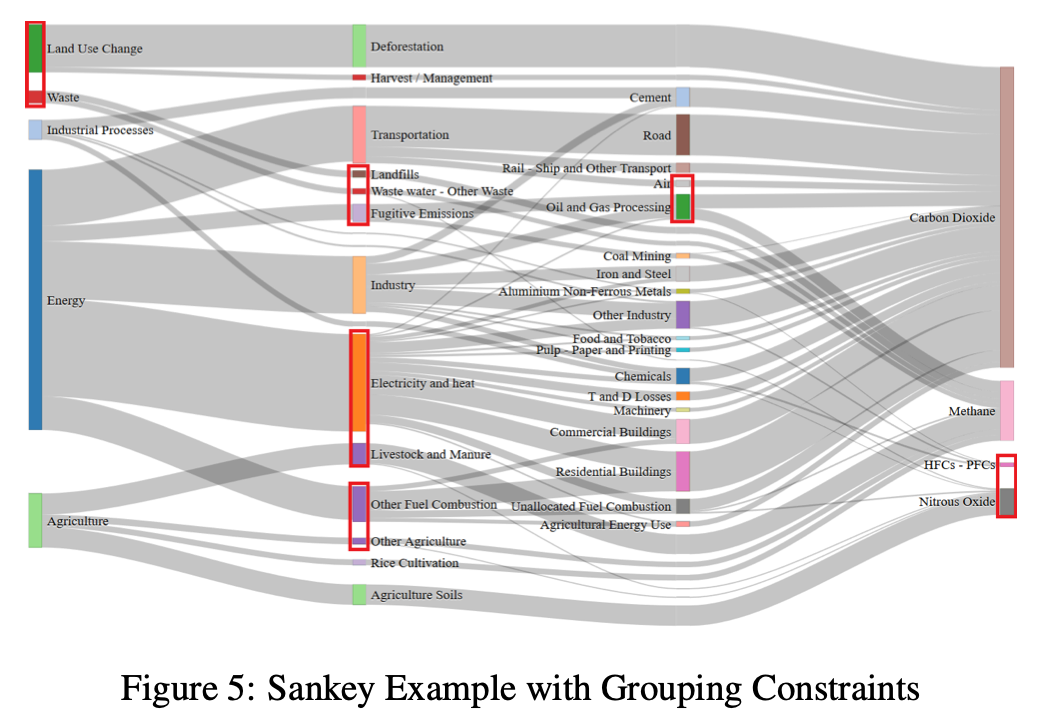 Land Use Change
Waste
Industrial Processes
Energy
Agriculture
Deforestation
Harvest / Management
Transportation
Landfills
Waste water - Other Waste
Fugitive Emissions
Industry
Electricity and heat
Livestock and Manure
Other Fuel Combustion
Other Agriculture
Rice Cultivation
Agriculture Soils
Cement
Road
Rail - Ship and Other Transport
Air
Oil and Gas Processing
Coal Mining
Iron and Steel
Aluminium Non-Ferrous Metals
Other Industry
Food and Tobacco
Pulp - Paper and Printing
Chemicals
T and D Losses
Machinery
Commercial Buildings
Residential Buildings
Unallocated Fuel Combustion
Agricultural Energy Use
Carbon Dioxide
Methane
HFCs - PFCs
Nitrous Oxide
Figure 5: Sankey Example with Grouping Constraints